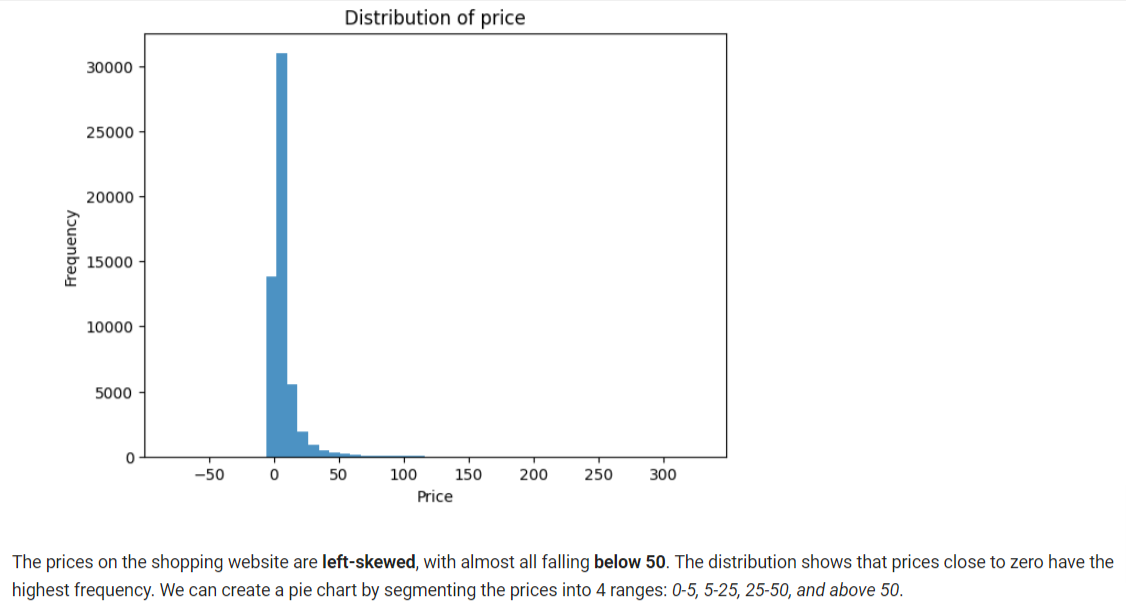 Distribution of price
30000
25000
20000
15000
10000
5000
0
Frequency
−50 0 50 100 150 200 250 300
Price
The prices on the shopping website are left-skewed, with almost all falling below 50. The distribution shows that prices close to zero have the
highest frequency. We can create a pie chart by segmenting the prices into 4 ranges: 0-5, 5-25, 25-50, and above 50.